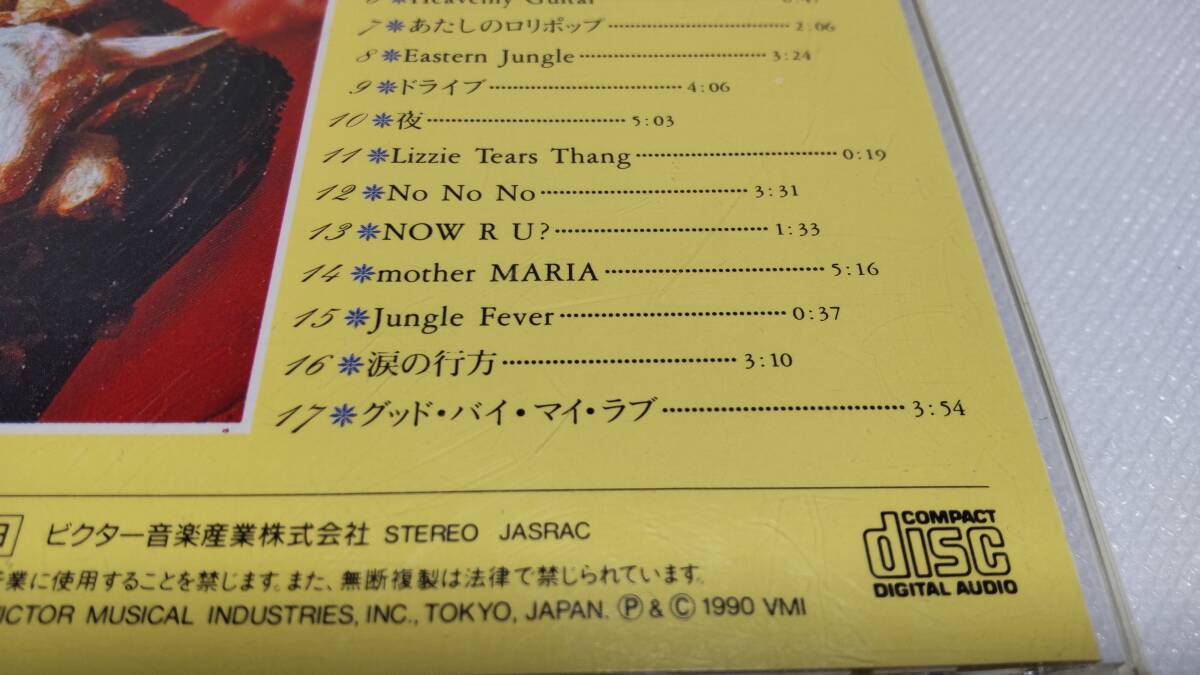 Heavenly Guitar
7 ✽あたしのロリポップ 2:06
8 ✽Eastern Jungle 3:24
9 ✽ドライブ 4:06
10 ✽夜 5:03
11 ✽Lizzie Tears Thang 0:19
12 ✽No No No 3:31
13 ✽NOW R U? 1:33
14 ✽mother MARIA 5:16
15 ✽Jungle Fever 0:37
16 ✽涙の行方 3:10
17 ✽グッド・バイ・マイ・ラブ 3:54
ビクター音楽産業株式会社 STEREO JASRAC
業に使用することを禁じます。また、無断複製は法律で禁じられています。
ICTOR MUSICAL INDUSTRIES, INC., TOKYO, JAPAN. Ⓟ & © 1990 VMI
COMPACT
disc
DIGITAL AUDIO